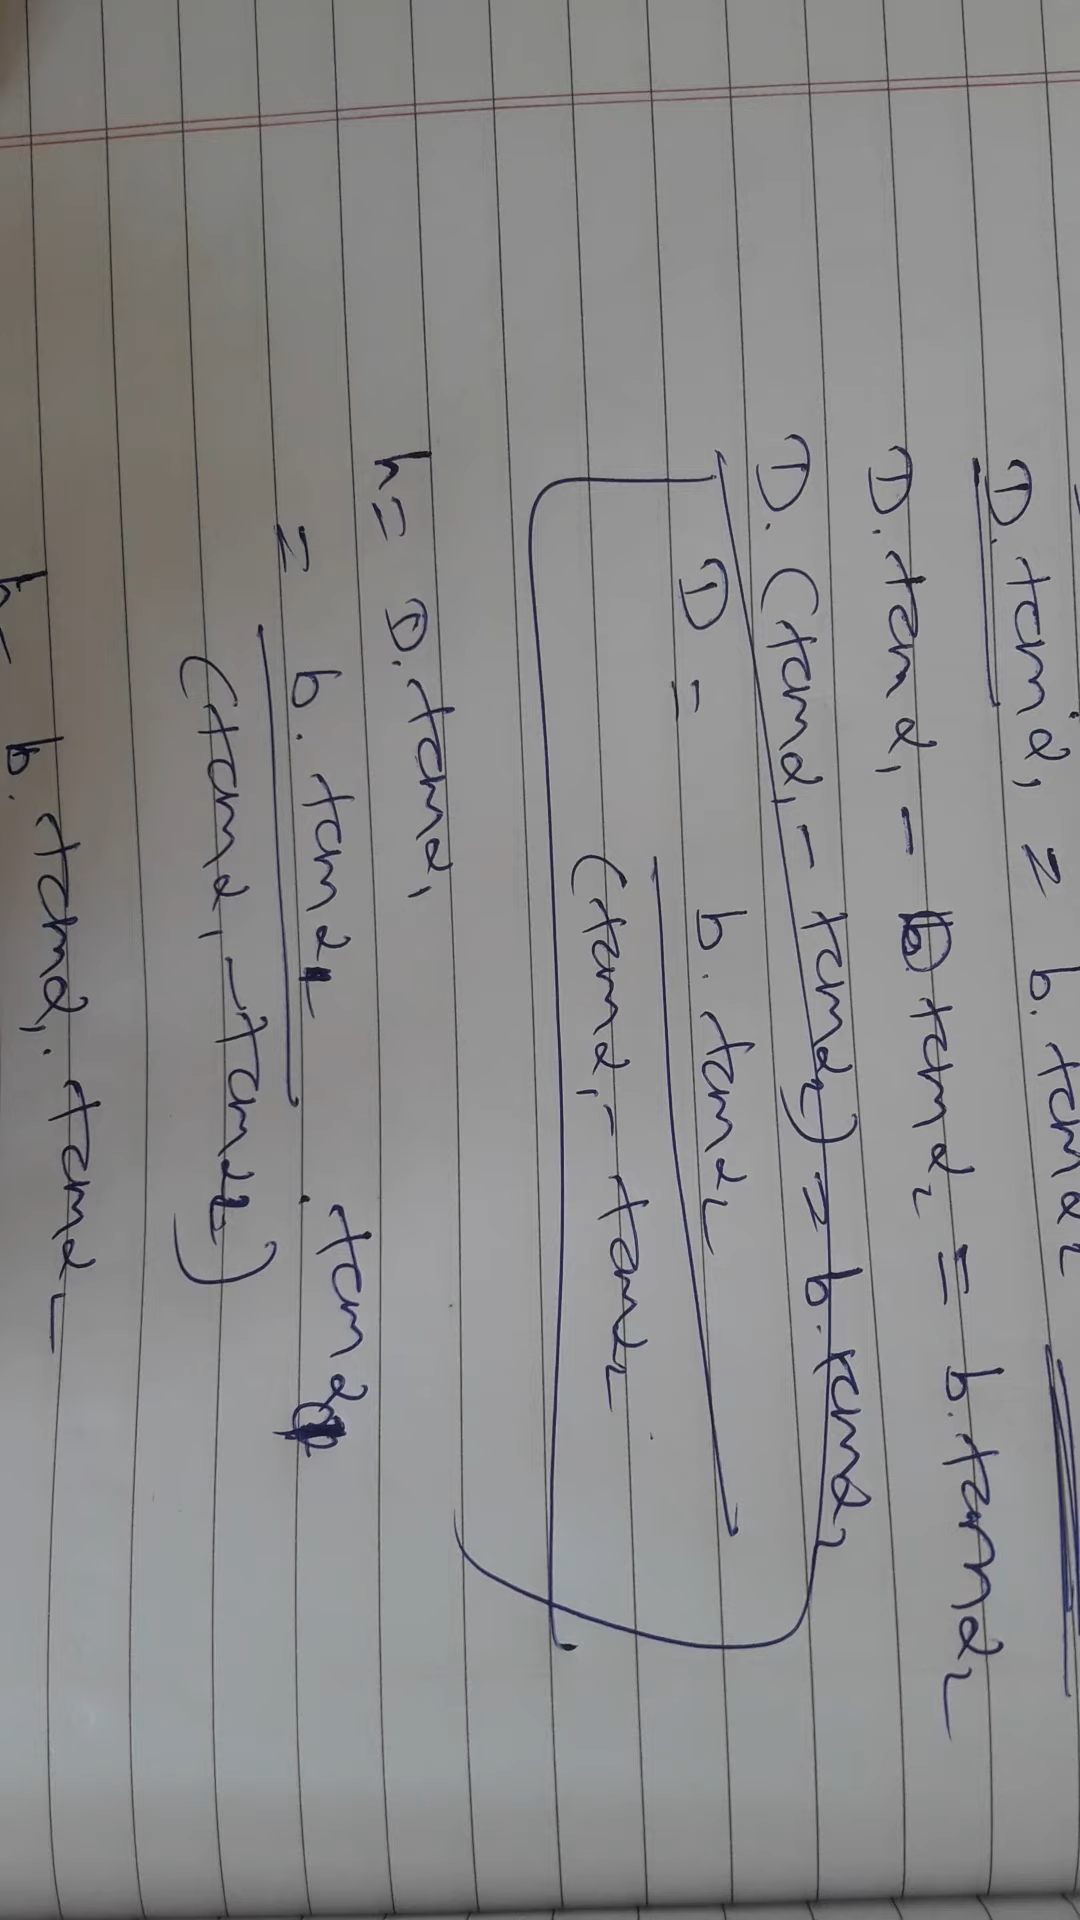 D. tanα₁ = b. tanα₂
D. tanα₁ - D tanα₂ = b. tanα₂
D. (tanα₁ - tanα₂) = b. tanα₂
D = b. tanα₂
(tanα₁ - tanα₂
h = D. tanα₁
= b. tanα₂ . tanα₁
(tanα₁ - tanα₂)
h = b. tanα₁. tanα₂